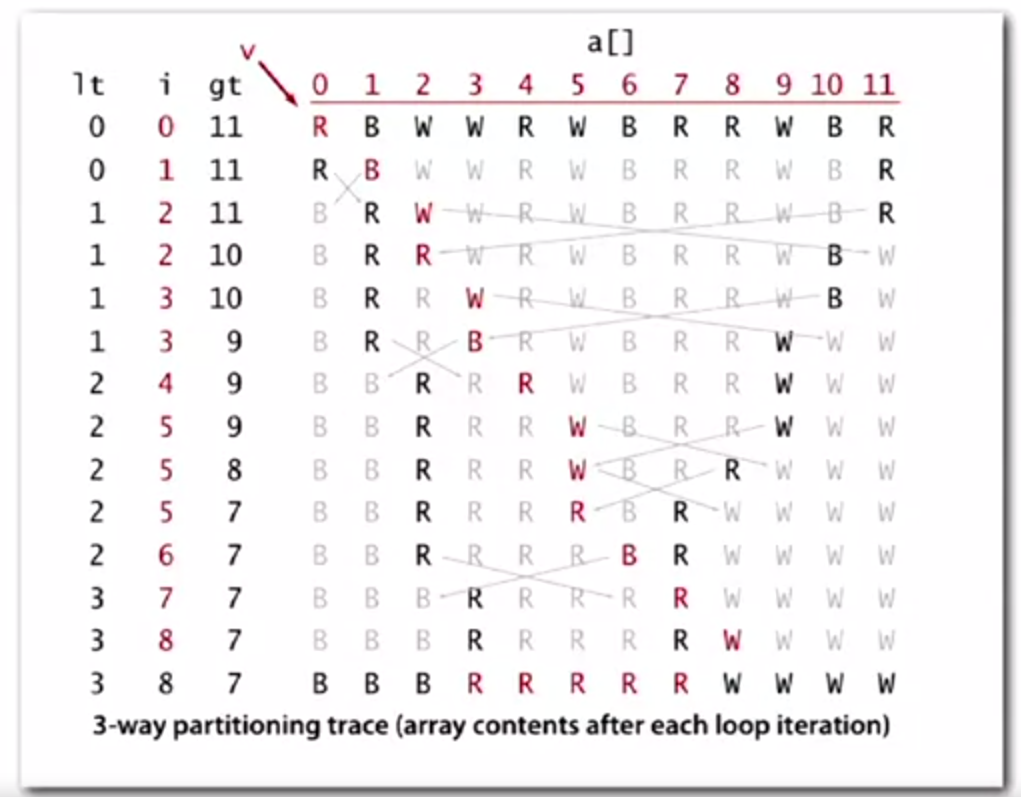 a[]
v
lt i gt 0 1 2 3 4 5 6 7 8 9 10 11
0 0 11 R B W W R W B R R W B R
0 1 11 R B W W R W B R R W B R
1 2 11 B R W W R W B R R W B R
1 2 10 B R R W R W B R R W B W
1 3 10 B R R W R W B R R W B W
1 3 9 B R R B R W B R R W W W
2 4 9 B B R R R W B R R W W W
2 5 9 B B R R R W B R R W W W
2 5 8 B B R R R W B R R W W W
2 5 7 B B R R R R B R W W W W
2 6 7 B B R R R R B R W W W W
3 7 7 B B B R R R R R W W W W
3 8 7 B B B R R R R R W W W W
3 8 7 B B B R R R R R W W W W
3-way partitioning trace (array contents after each loop iteration)